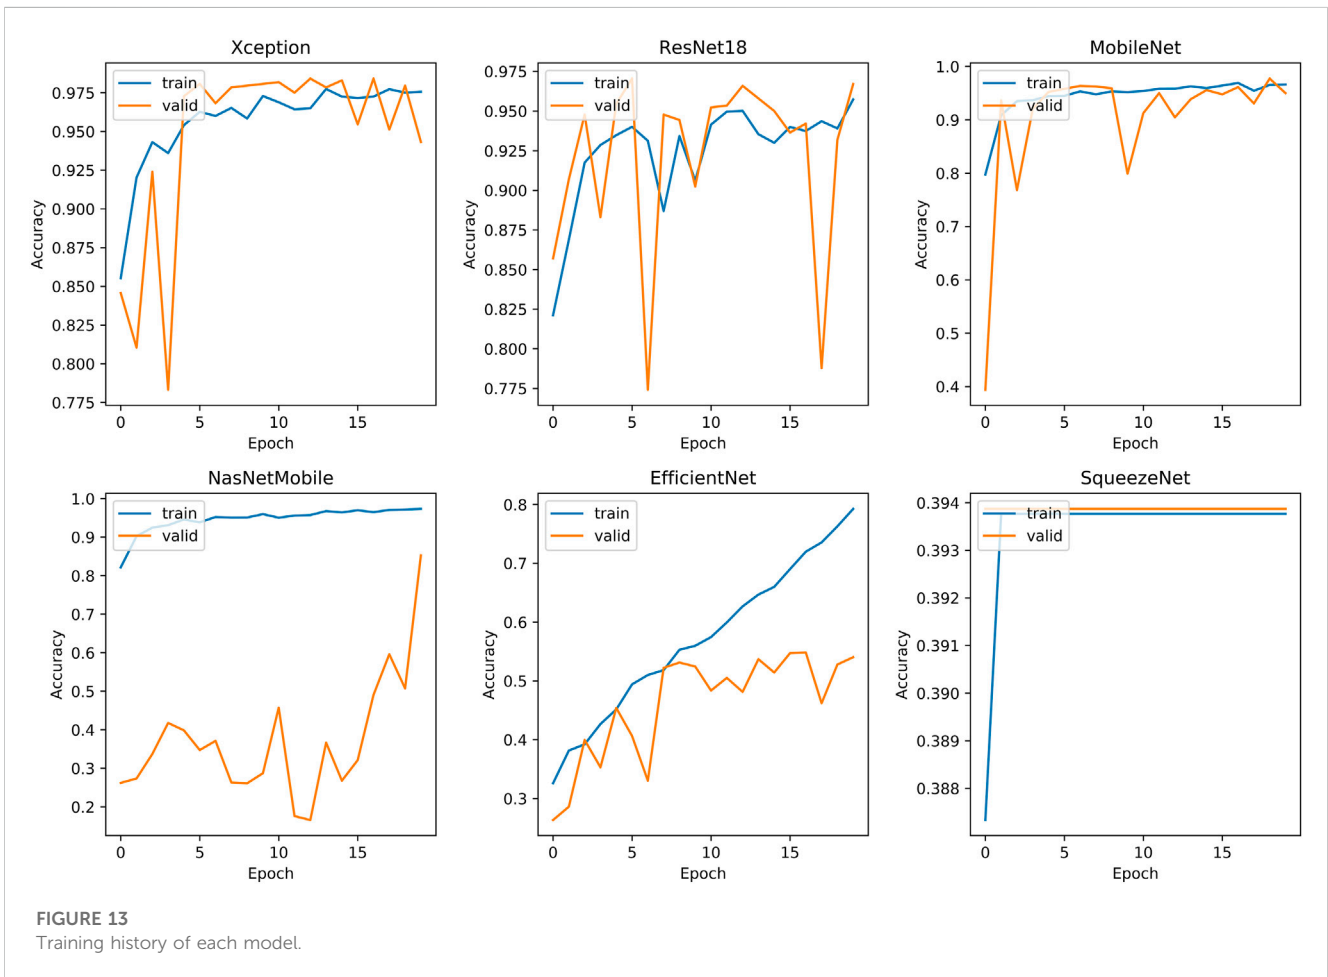 Xception
ResNet18
MobileNet
train
valid
train
valid
train
valid
0.975
0.950
0.925
0.900
0.875
0.850
0.825
0.800
0.775
Accuracy
0 5 10 15
Epoch
0.975
0.950
0.925
0.900
0.875
0.850
0.825
0.800
0.775
Accuracy
0 5 10 15
Epoch
1.0
0.9
0.8
0.7
0.6
0.5
0.4
Accuracy
0 5 10 15
Epoch
NasNetMobile
EfficientNet
SqueezeNet
train
valid
train
valid
train
valid
1.0
0.9
0.8
0.7
0.6
0.5
0.4
0.3
0.2
Accuracy
0 5 10 15
Epoch
0.8
0.7
0.6
0.5
0.4
0.3
Accuracy
0 5 10 15
Epoch
0.394
0.393
0.392
0.391
0.390
0.389
0.388
Accuracy
0 5 10 15
Epoch
FIGURE 13
Training history of each model.